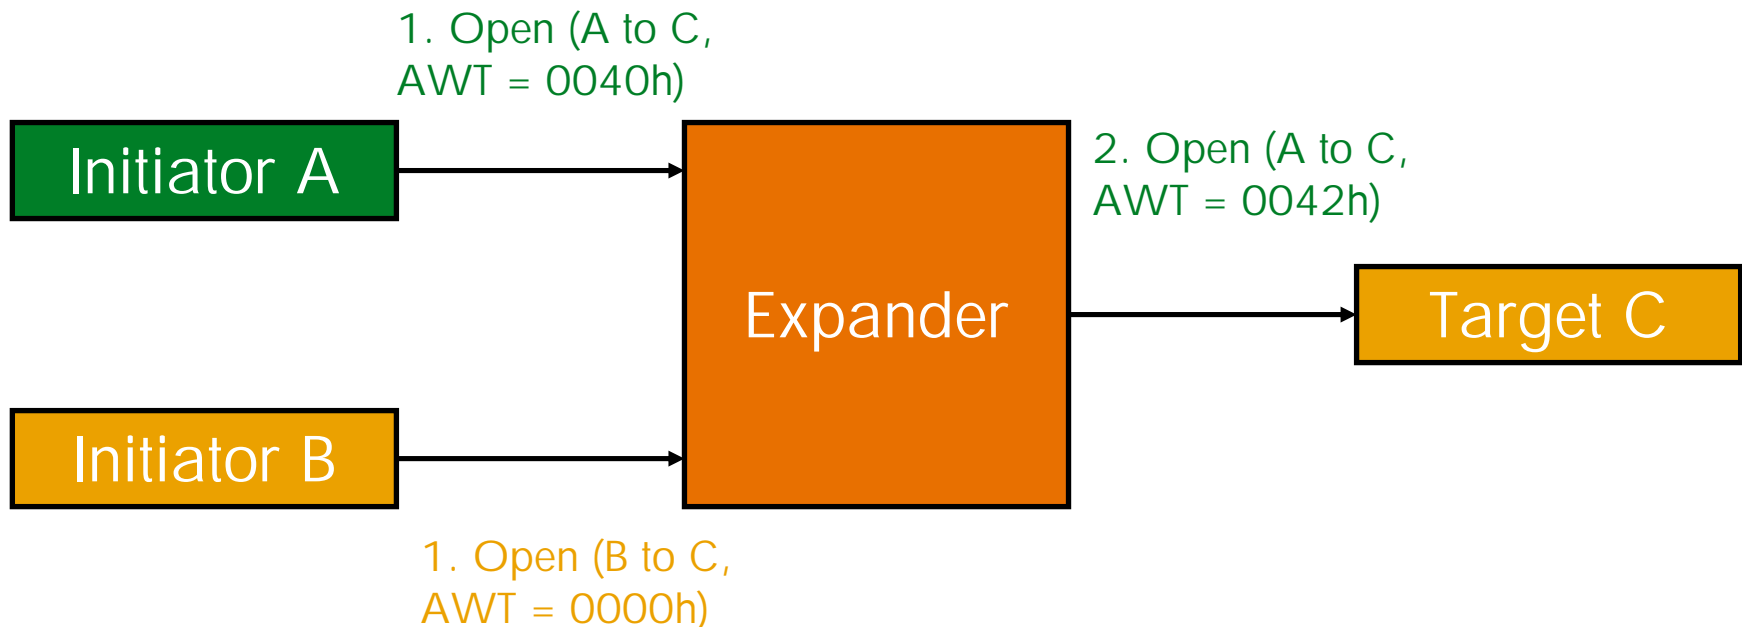 1. Open (A to C,
AWT = 0040h)
Initiator A
2. Open (A to C,
AWT = 0042h)
Expander
Target C
Initiator B
1. Open (B to C,
AWT = 0000h)